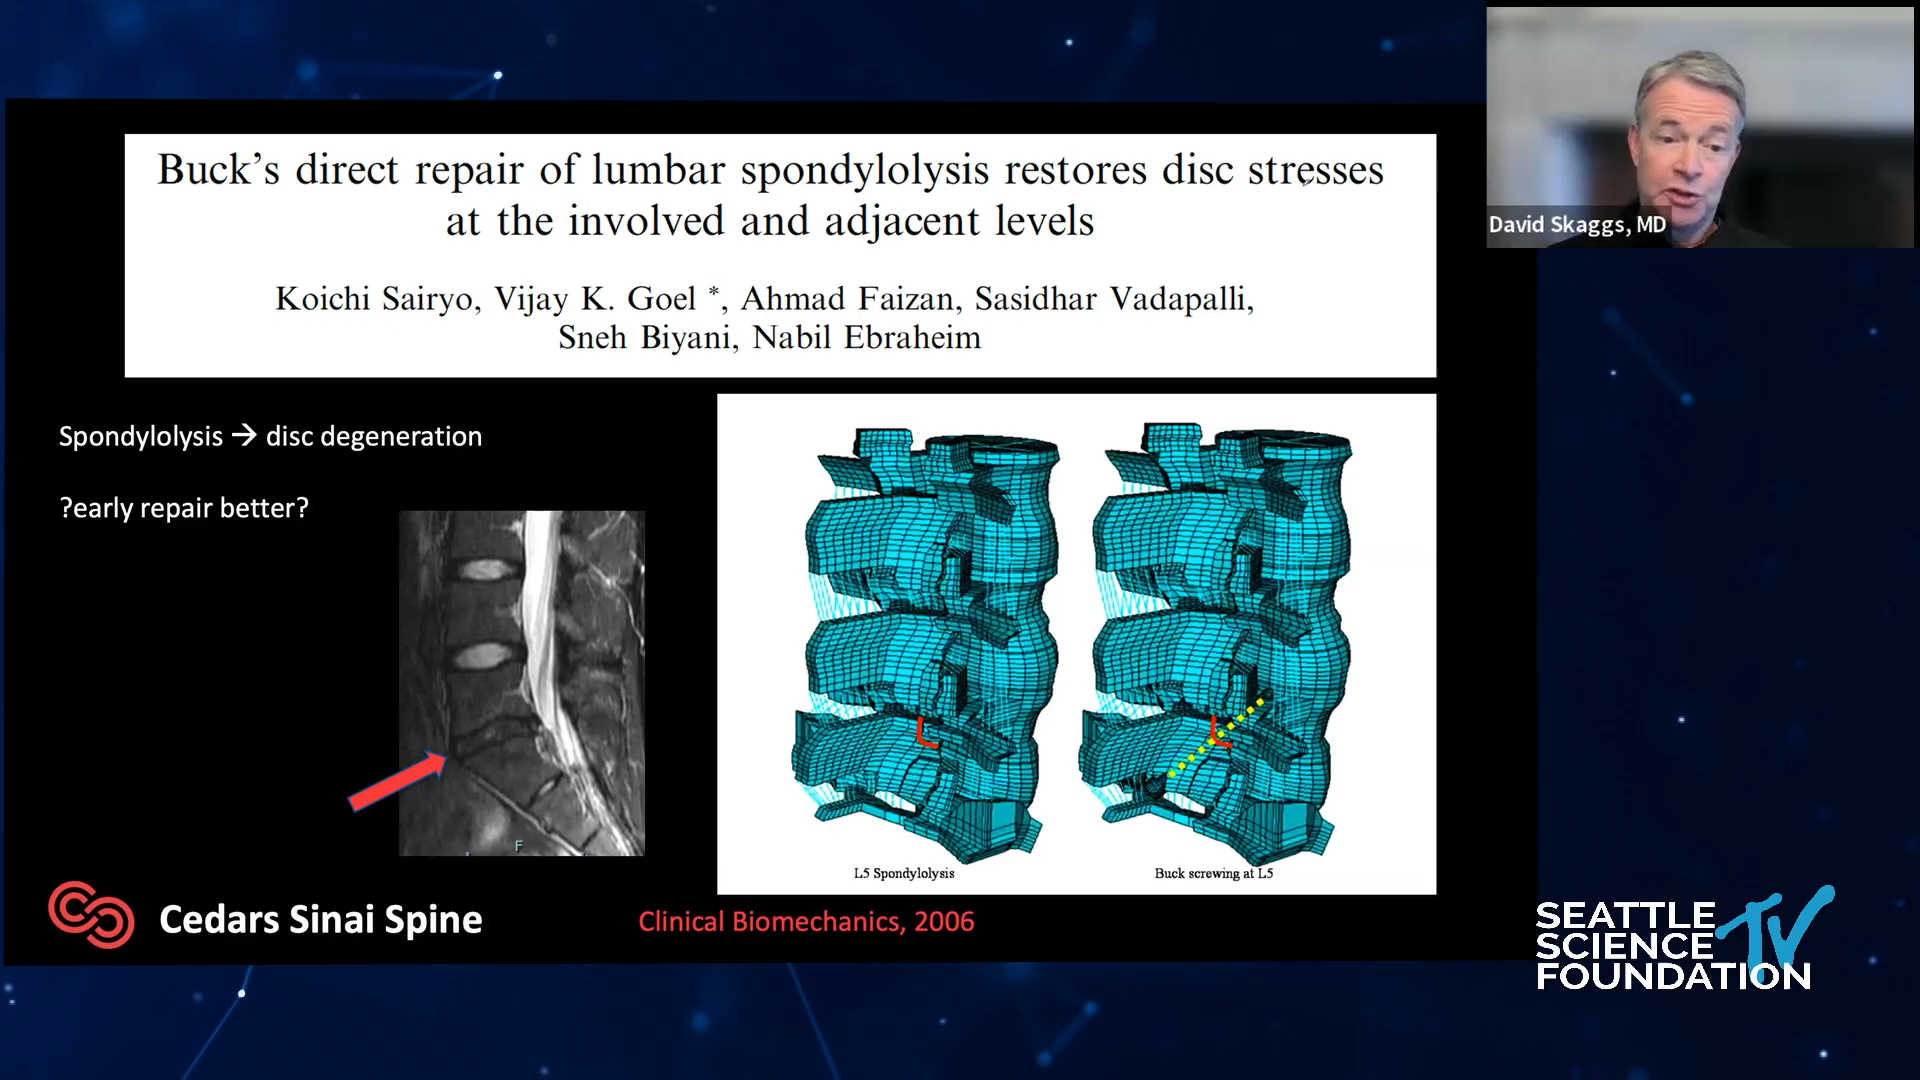 Buck's direct repair of lumbar spondylolysis restores disc stresses
at the involved and adjacent levels
Koichi Sairyo, Vijay K. Goel *, Ahmad Faizan, Sasidhar Vadapalli,
Sneh Biyani, Nabil Ebraheim
David Skaggs, MD
Spondylolysis → disc degeneration
?early repair better?
F
L5 Spondylolysis
Buck screwing at L5
Cedars Sinai Spine
Clinical Biomechanics, 2006
SEATTLE
SCIENCE
FOUNDATION
TV